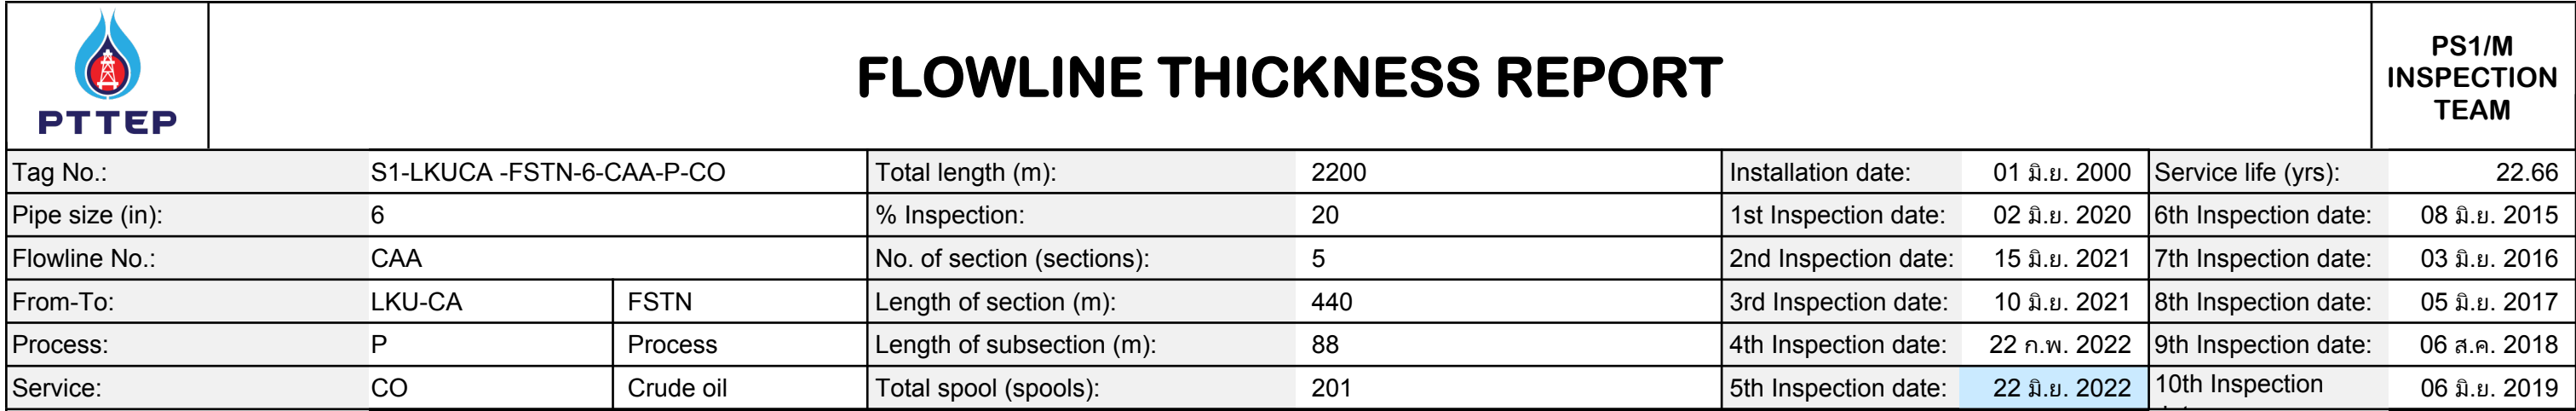 PTTEP
FLOWLINE THICKNESS REPORT
PS1/M
INSPECTION
TEAM
Tag No.: S1-LKUCA -FSTN-6-CAA-P-CO Total length (m): 2200 Installation date: 01 มิ.ย. 2000 Service life (yrs): 22.66
Pipe size (in): 6 % Inspection: 20 1st Inspection date: 02 มิ.ย. 2020 6th Inspection date: 08 มิ.ย. 2015
Flowline No.: CAA No. of section (sections): 5 2nd Inspection date: 15 มิ.ย. 2021 7th Inspection date: 03 มิ.ย. 2016
From-To: LKU-CA FSTN Length of section (m): 440 3rd Inspection date: 10 มิ.ย. 2021 8th Inspection date: 05 มิ.ย. 2017
Process: P Process Length of subsection (m): 88 4th Inspection date: 22 ก.พ. 2022 9th Inspection date: 06 ส.ค. 2018
Service: CO Crude oil Total spool (spools): 201 5th Inspection date: 22 มิ.ย. 2022 10th Inspection 06 มิ.ย. 2019